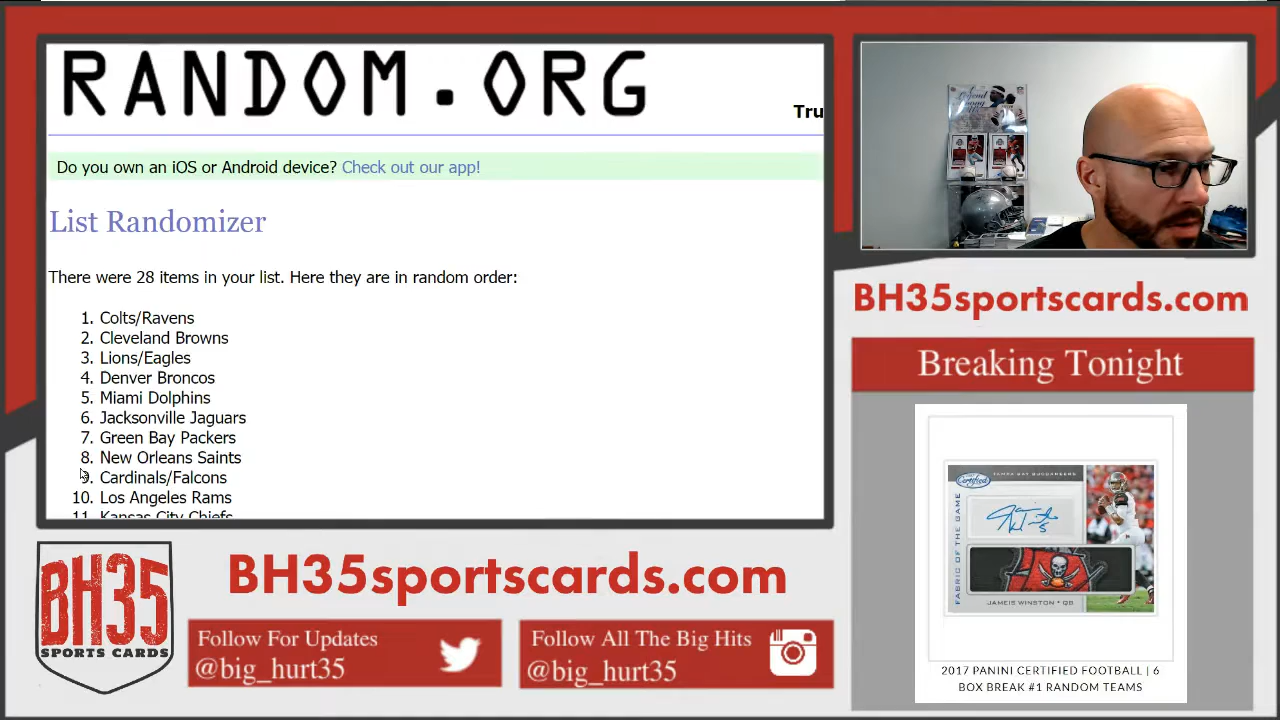 RANDOM.ORG
Tru
Do you own an iOS or Android device? Check out our app!
List Randomizer
There were 28 items in your list. Here they are in random order:
1. Colts/Ravens
2. Cleveland Browns
3. Lions/Eagles
4. Denver Broncos
5. Miami Dolphins
6. Jacksonville Jaguars
7. Green Bay Packers
8. New Orleans Saints
9. Cardinals/Falcons
10. Los Angeles Rams
11. Kansas City Chiefs
BH35sportscards.com
Breaking Tonight
TAMPA BAY BUCCANEERS
Certified
FABRIC OF THE GAME
JAMEIS WINSTON • QB
2017 PANINI CERTIFIED FOOTBALL | 6
BOX BREAK #1 RANDOM TEAMS
BH35
SPORTS CARDS
BH35sportscards.com
Follow For Updates
@big_hurt35
Follow All The Big Hits
@big_hurt35